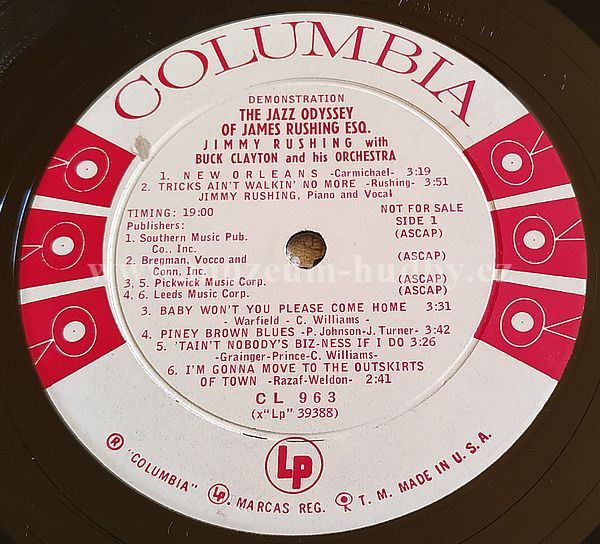 COLUMBIA
DEMONSTRATION
THE JAZZ ODYSSEY
OF JAMES RUSHING ESQ.
JIMMY RUSHING with
BUCK CLAYTON and his ORCHESTRA
1. NEW ORLEANS -Carmichael- 3:19
2. TRICKS AIN'T WALKIN' NO MORE -Rushing- 3:51
JIMMY RUSHING, Piano and Vocal
TIMING: 19:00 NOT FOR SALE
Publishers: SIDE 1
1. Southern Music Pub. (ASCAP)
Co., Inc.
2. Bregman, Vocco and (ASCAP)
Conn, Inc.
3, 5. Pickwick Music Corp. (ASCAP)
4, 6. Leeds Music Corp. (ASCAP)
3. BABY WON'T YOU PLEASE COME HOME 3:31
- Warfield - C. Williams -
4. PINEY BROWN BLUES -P. Johnson-J. Turner- 3:42
5. 'TAIN'T NOBODY'S BIZ-NESS IF I DO 3:26
-Grainger-Prince-C. Williams-
6. I'M GONNA MOVE TO THE OUTSKIRTS
OF TOWN -Razaf-Weldon- 2:41
CL 963
(x"Lp" 39388)
Lp
® "COLUMBIA" Lp. MARCAS REG. T. M. MADE IN U. S. A.